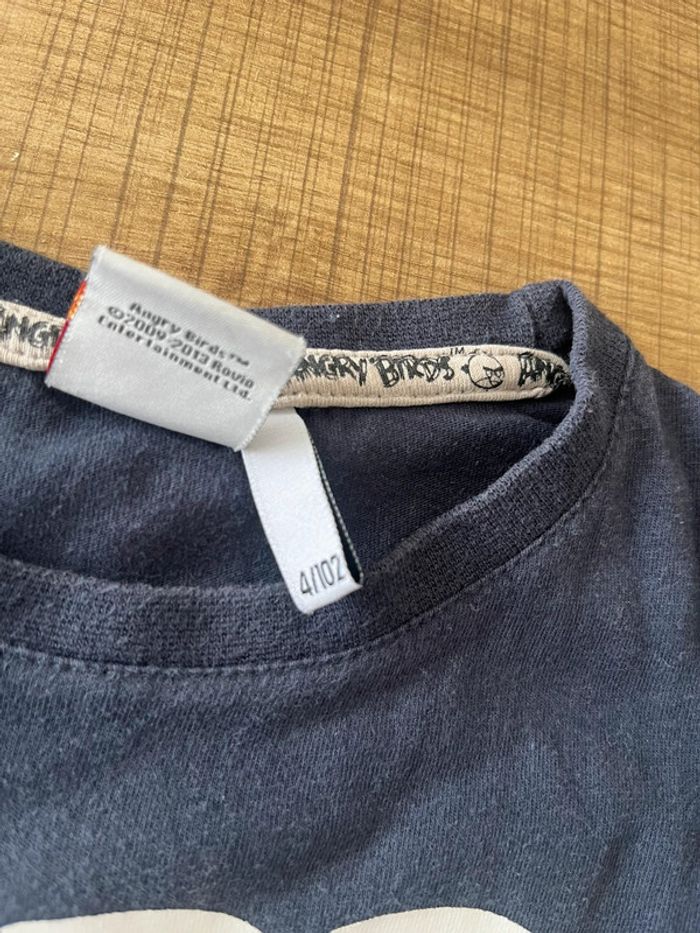 Angry Birds™
©2009-2013 Rovio
Entertainment Ltd.
ANGRY BIRDS™
4/102